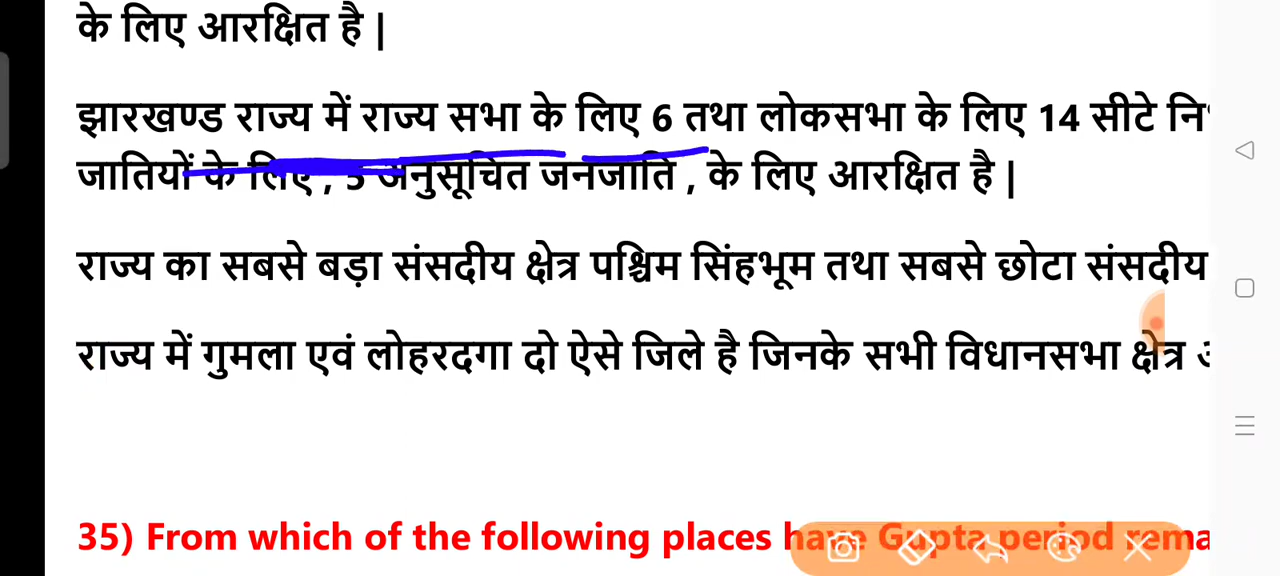 के लिए आरक्षित है |
झारखण्ड राज्य में राज्य सभा के लिए 6 तथा लोकसभा के लिए 14 सीटे
जातियों के लिए , 5 अनुसूचित जनजाति , के लिए आरक्षित है |
राज्य का सबसे बड़ा संसदीय क्षेत्र पश्चिम सिंहभूम तथा सबसे छोटा संसदीय
राज्य में गुमला एवं लोहरदगा दो ऐसे जिले है जिनके सभी विधानसभा क्षेत्र
35) From which of the following places have Gupta period